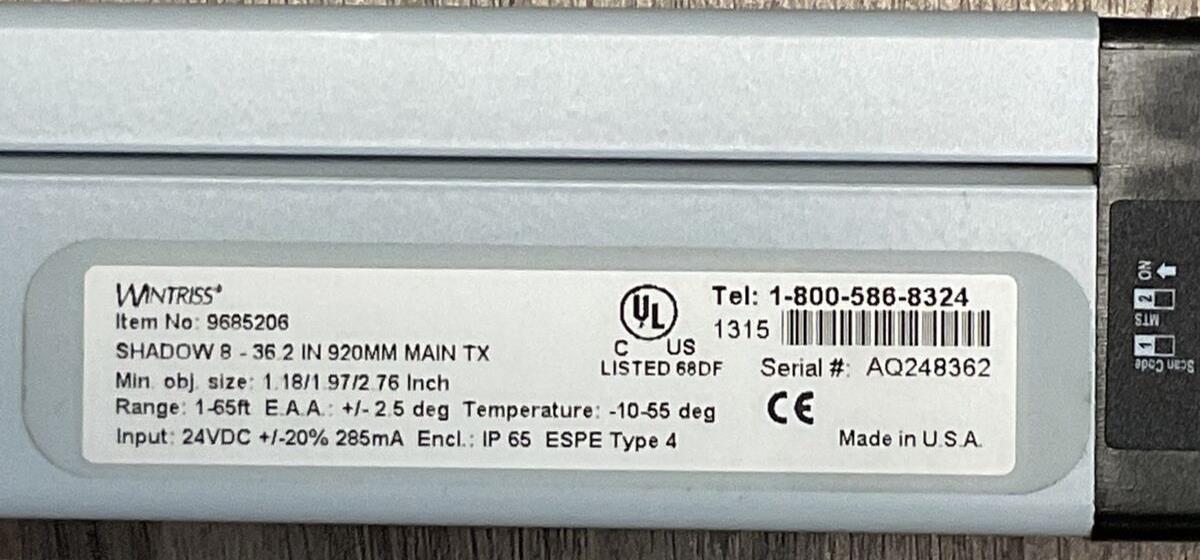 WINTRISS®
Item No: 9685206
SHADOW 8 - 36.2 IN 920MM MAIN TX
Min. obj. size: 1.18/1.97/2.76 Inch
Range: 1-65ft E.A.A.: +/- 2.5 deg Temperature: -10-55 deg
Input: 24VDC +/-20% 285mA Encl.: IP 65 ESPE Type 4
UL
C US
LISTED 68DF
Tel: 1-800-586-8324
1315
Serial #: AQ248362
CE
Made in U.S.A.
ON
2
MTS
1
Scan Code